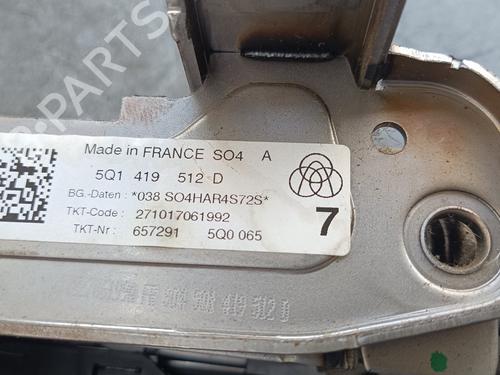 Made in FRANCE SO4 A
5Q1 419 512 D
BG.-Daten : *038 SO4HAR4S72S*
TKT-Code : 271017061992
TKT-Nr : 657291 5Q0 065
7